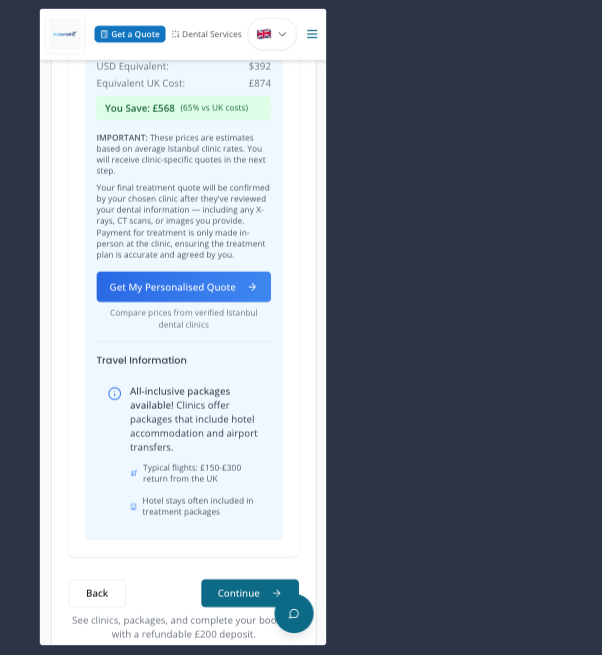 Get a Quote
Dental Services
USD Equivalent: $392
Equivalent UK Cost: £874
You Save: £568 (65% vs UK costs)
IMPORTANT: These prices are estimates
based on average Istanbul clinic rates. You
will receive clinic-specific quotes in the next
step.
Your final treatment quote will be confirmed
by your chosen clinic after they've reviewed
your dental information — including any X-
rays, CT scans, or images you provide.
Payment for treatment is only made in-
person at the clinic, ensuring the treatment
plan is accurate and agreed by you.
Get My Personalised Quote
Compare prices from verified Istanbul
dental clinics
Travel Information
All-inclusive packages
available! Clinics offer
packages that include hotel
accommodation and airport
transfers.
Typical flights: £150-£300
return from the UK
Hotel stays often included in
treatment packages
Back
Continue
See clinics, packages, and complete your boo
with a refundable £200 deposit.